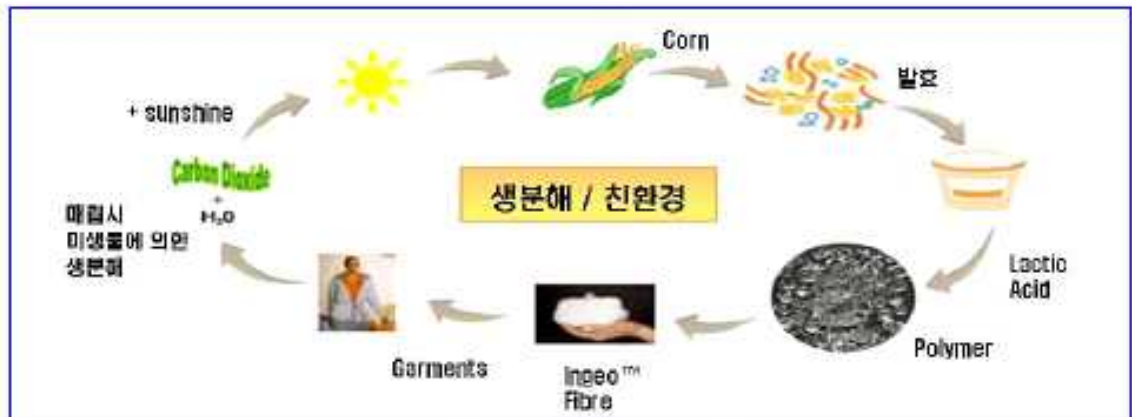 Corn
발효
+ sunshine
Carbon Dioxide
+
H₂O
생분해 / 친환경
매립시
미생물에 의한
생분해
Lactic
Acid
Polymer
Ingeo™
Fibre
Garments